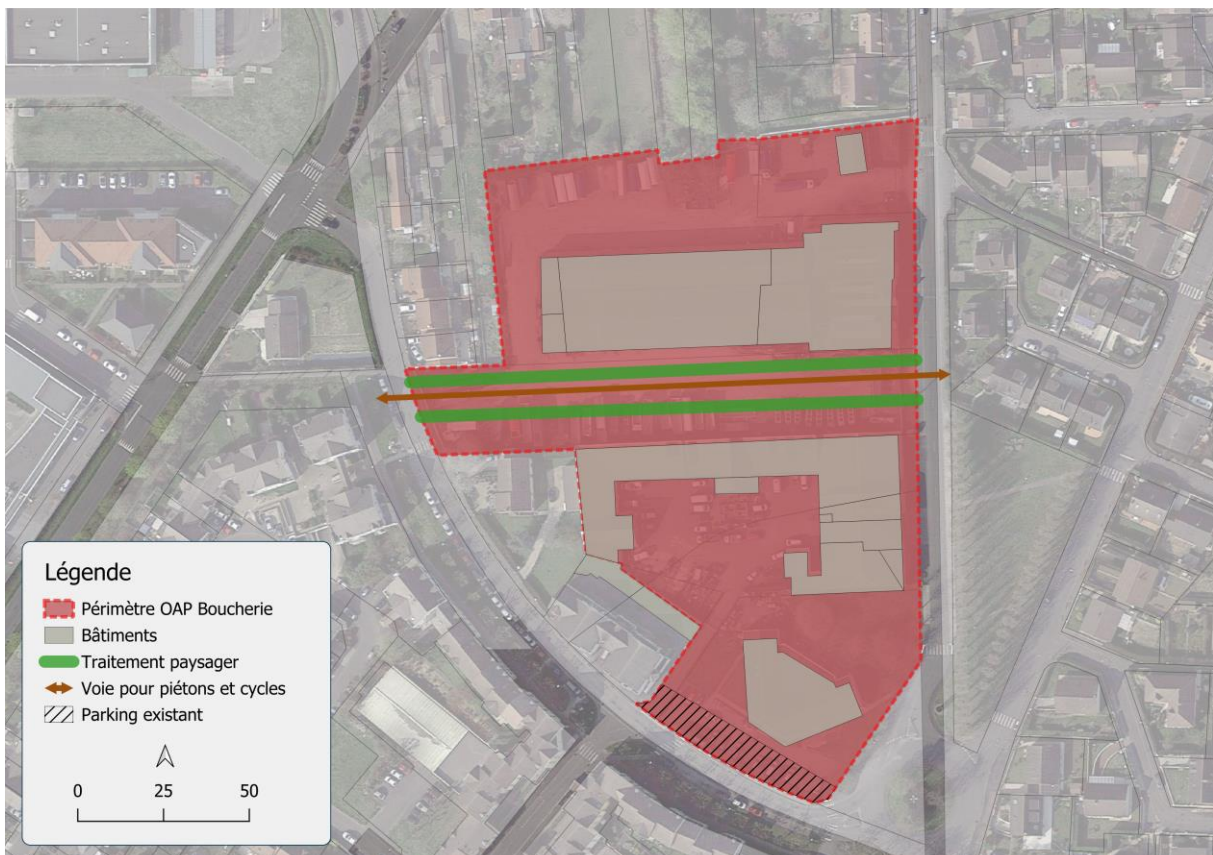 Légende
Périmètre OAP Boucherie
Bâtiments
Traitement paysager
Voie pour piétons et cycles
Parking existant
0 25 50